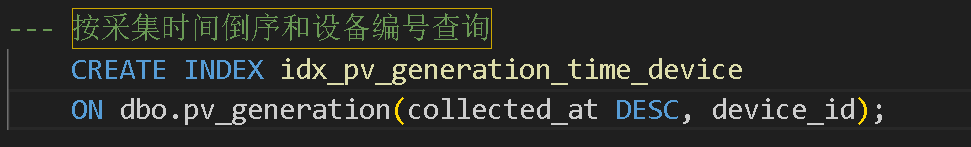 --- 按采集时间倒序和设备编号查询
CREATE INDEX idx_pv_generation_time_device
ON dbo.pv_generation(collected_at DESC, device_id);